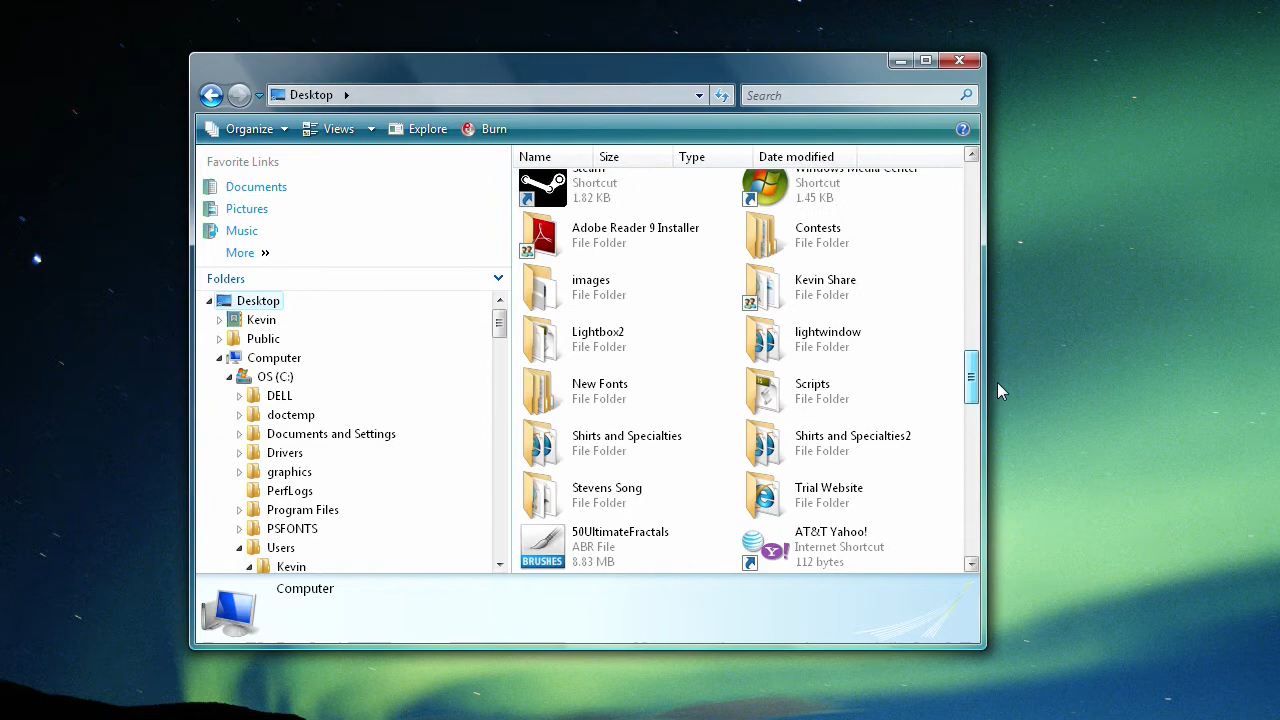 Desktop
Search
Organize Views Explore Burn
Favorite Links
Documents
Pictures
Music
More »
Folders
Desktop
Kevin
Public
Computer
OS (C:)
DELL
doctemp
Documents and Settings
Drivers
graphics
PerfLogs
Program Files
PSFONTS
Users
Kevin
Name Size Type Date modified
Steam
Shortcut
1.82 KB
Windows Media Center
Shortcut
1.45 KB
Adobe Reader 9 Installer
File Folder
Contests
File Folder
images
File Folder
Kevin Share
File Folder
Lightbox2
File Folder
lightwindow
File Folder
New Fonts
File Folder
Scripts
File Folder
Shirts and Specialties
File Folder
Shirts and Specialties2
File Folder
Stevens Song
File Folder
Trial Website
File Folder
BRUSHES
50UltimateFractals
ABR File
8.83 MB
AT&T Yahoo!
Internet Shortcut
112 bytes
Computer